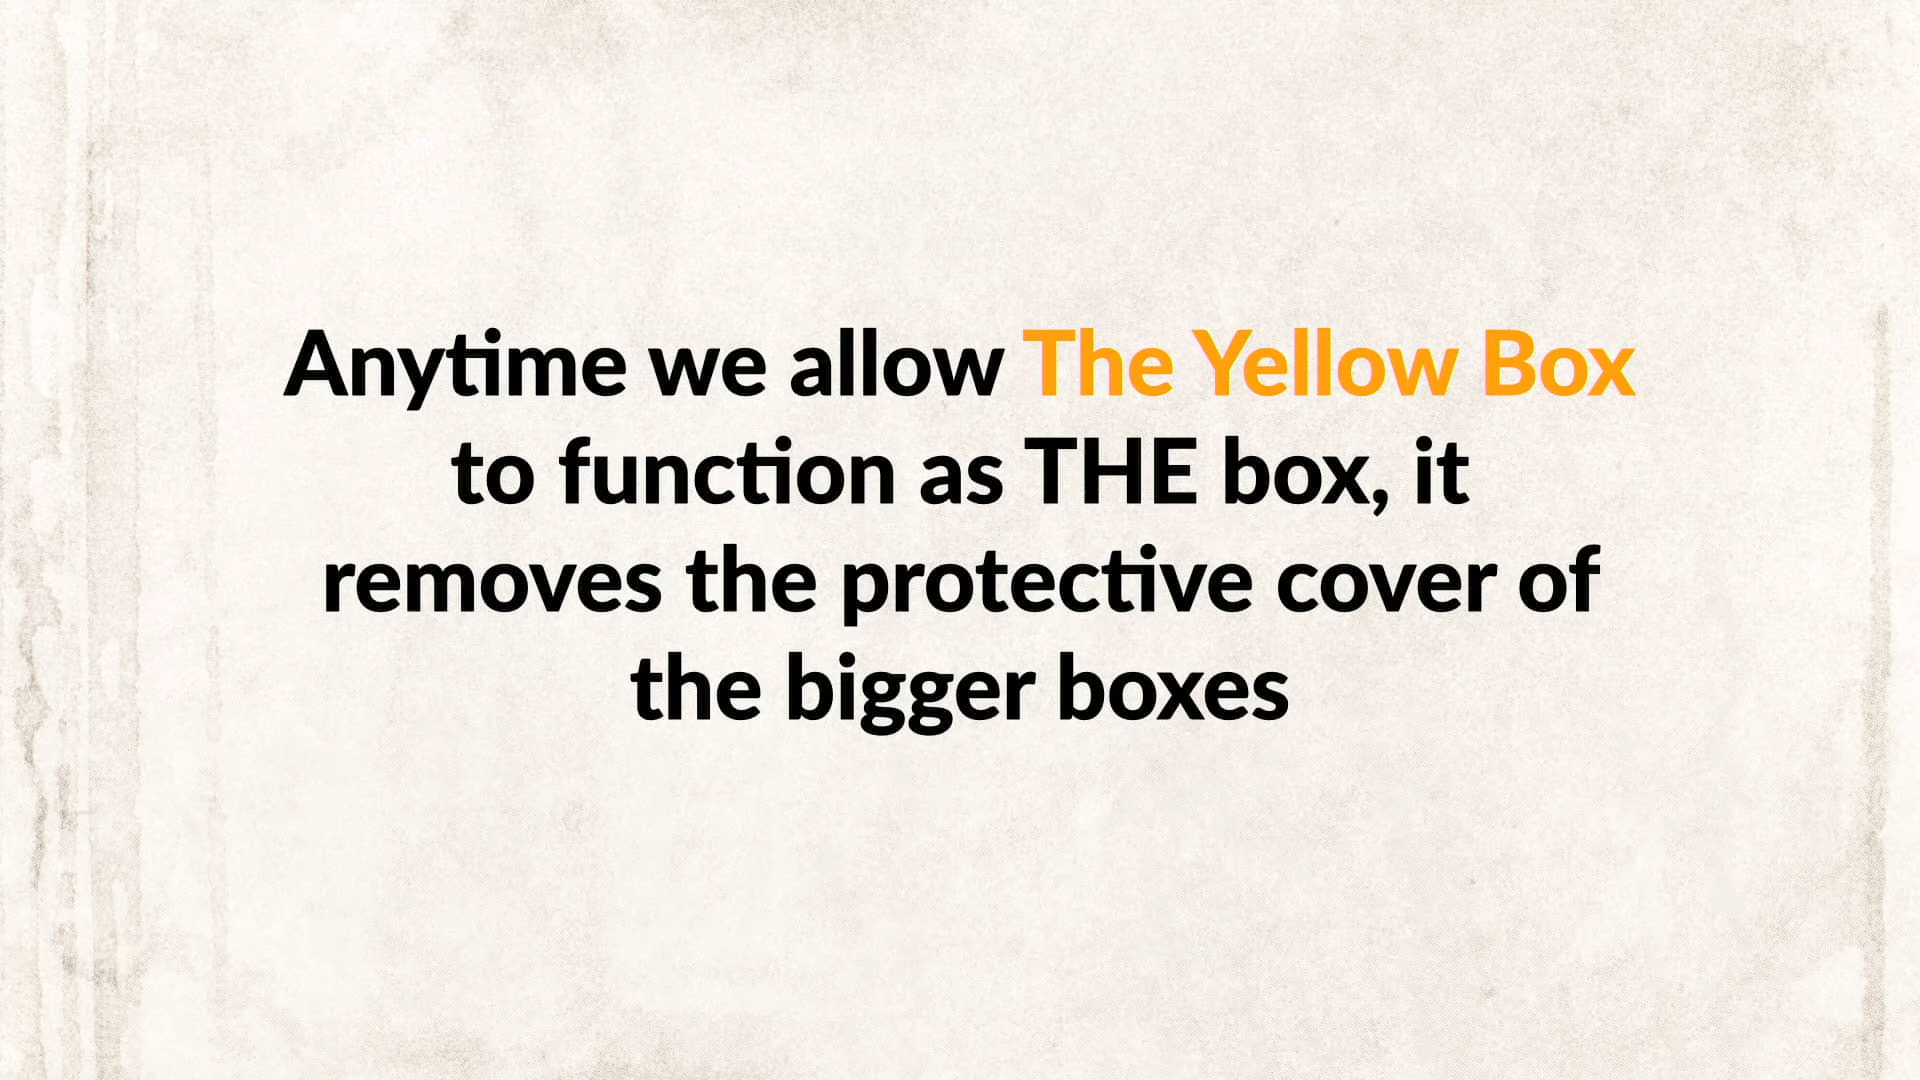 Anytime we allow The Yellow Box
to function as THE box, it
removes the protective cover of
the bigger boxes